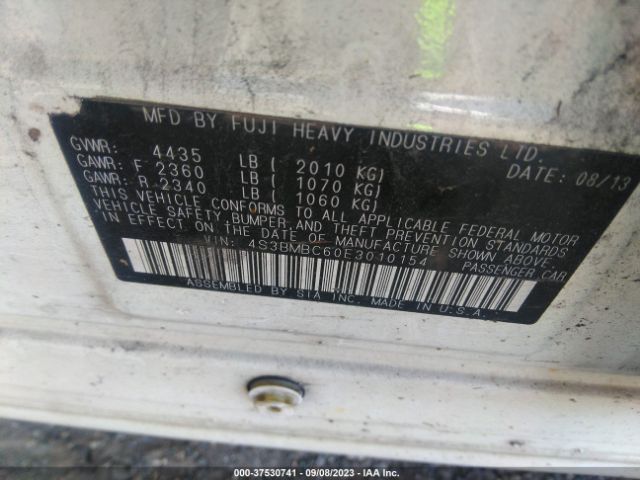 MFD BY FUJI HEAVY INDUSTRIES LTD.
GVWR: 4435 LB ( 2010 KG) DATE: 08/13
GAWR: F 2360 LB ( 1070 KG)
GAWR: R 2340 LB ( 1060 KG)
THIS VEHICLE CONFORMS TO ALL APPLICABLE FEDERAL MOTOR
VEHICLE SAFETY, BUMPER, AND THEFT PREVENTION STANDARDS
IN EFFECT ON THE DATE OF MANUFACTURE SHOWN ABOVE.
VIN: 4S3BMBC60E3010154 PASSENGER CAR
ASSEMBLED BY SIA INC. MADE IN U.S.A.
000-37530741 - 09/08/2023 - IAA Inc.